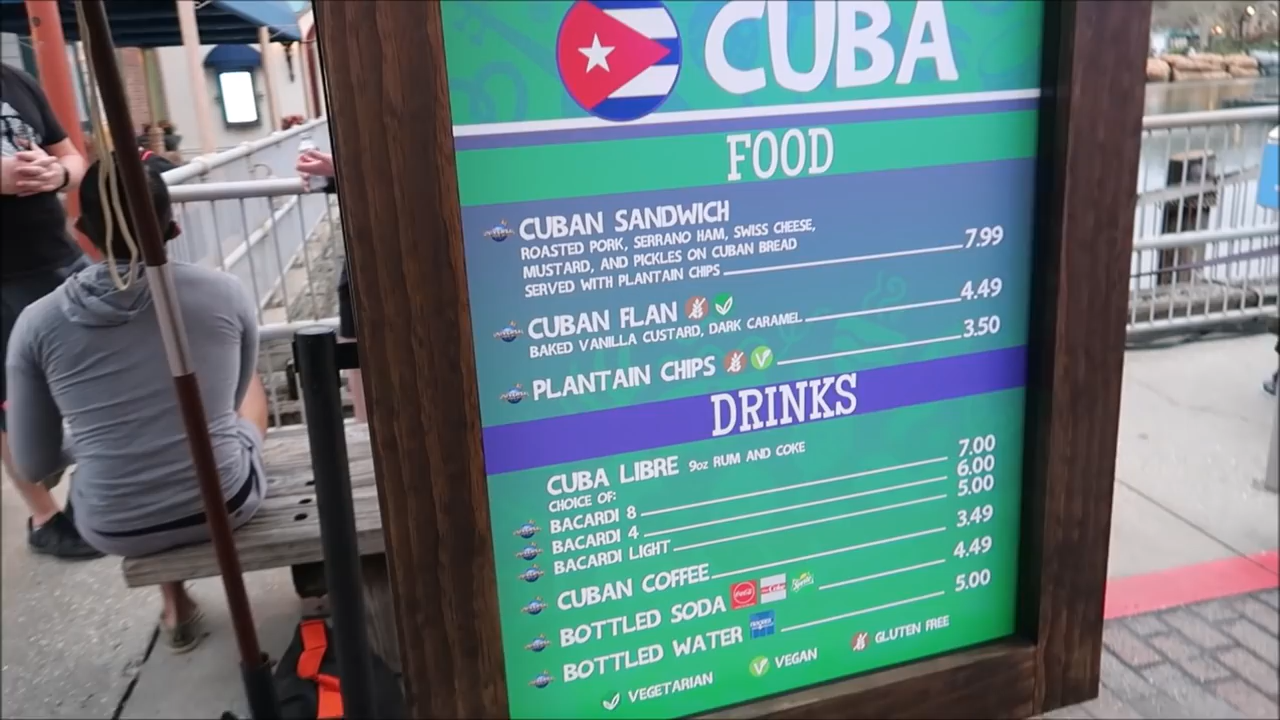 CUBA
FOOD
CUBAN SANDWICH
ROASTED PORK, SERRANO HAM, SWISS CHEESE,
MUSTARD, AND PICKLES ON CUBAN BREAD
SERVED WITH PLANTAIN CHIPS 7.99
CUBAN FLAN
BAKED VANILLA CUSTARD, DARK CARAMEL 4.49
PLANTAIN CHIPS 3.50
DRINKS
CUBA LIBRE 9oz RUM AND COKE
CHOICE OF:
BACARDI 8 7.00
BACARDI 4 6.00
BACARDI LIGHT 5.00
CUBAN COFFEE 3.49
BOTTLED SODA 4.49
BOTTLED WATER 5.00
VEGETARIAN VEGAN GLUTEN FREE